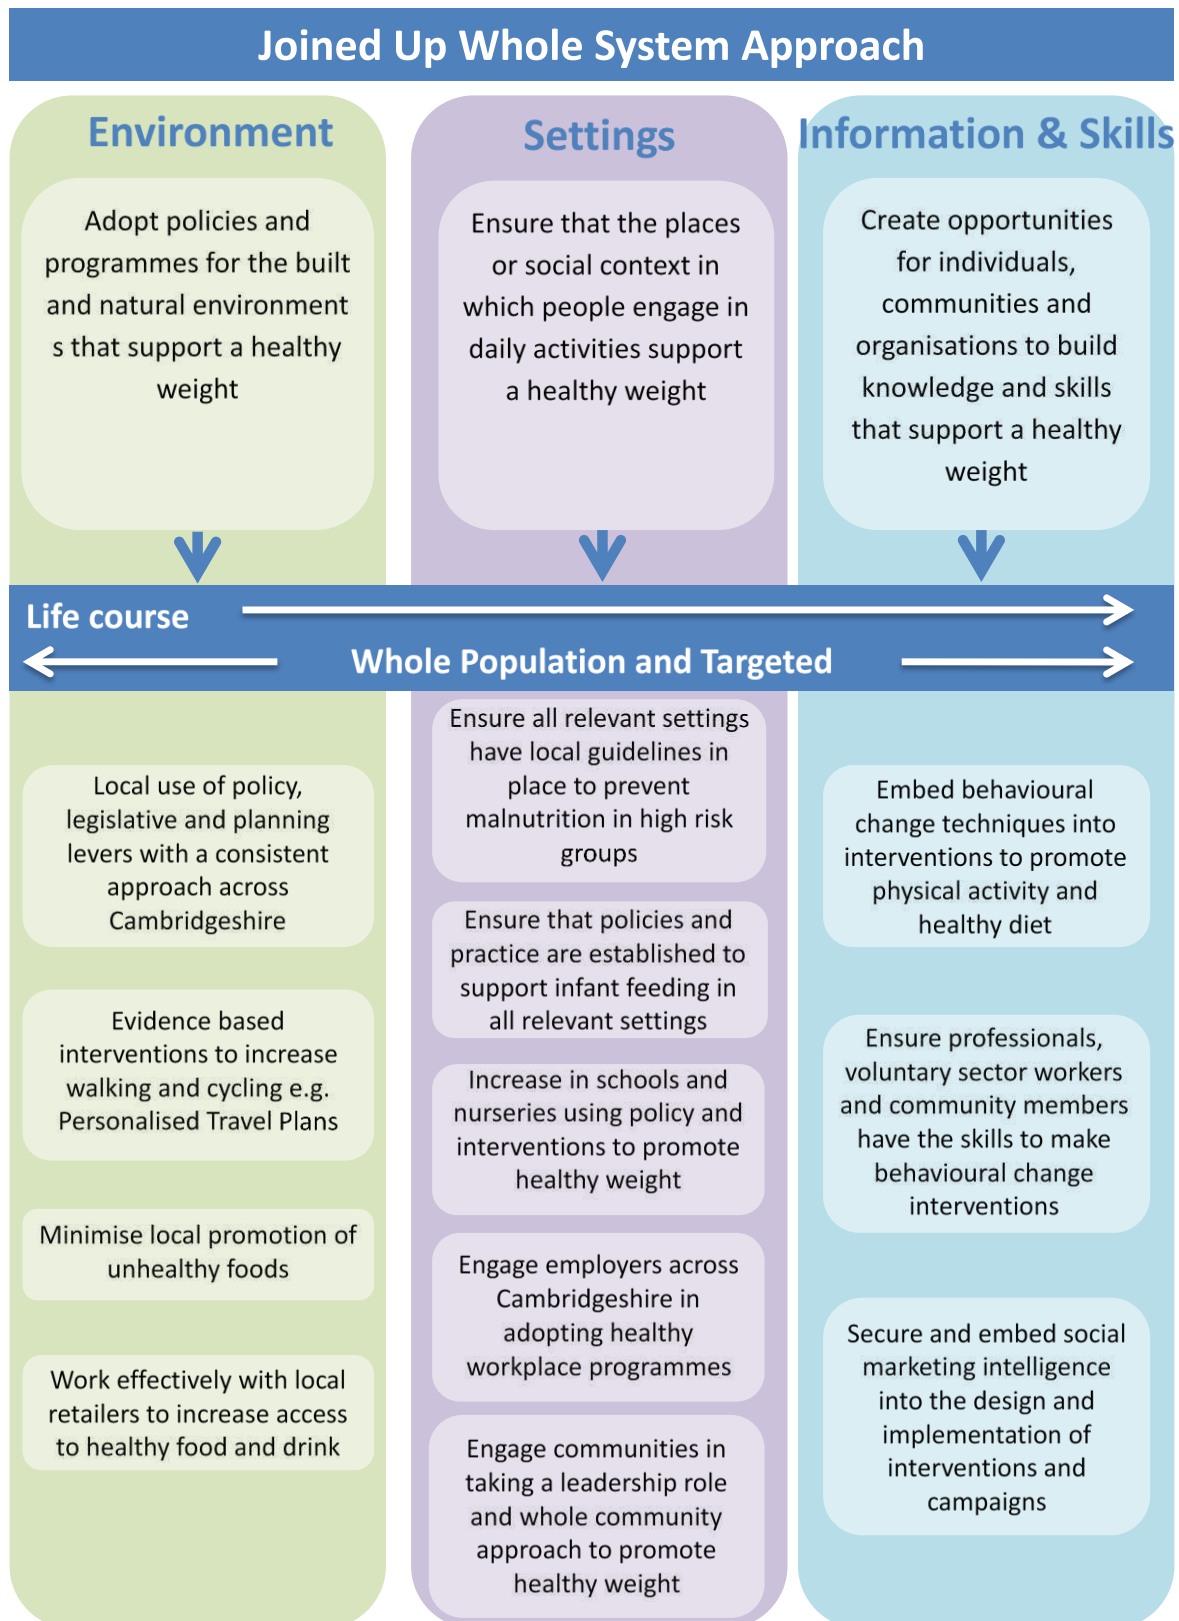 Joined Up Whole System Approach
Environment
Adopt policies and
programmes for the built
and natural environment
s that support a healthy
weight
Settings
Ensure that the places
or social context in
which people engage in
daily activities support
a healthy weight
Information & Skills
Create opportunities
for individuals,
communities and
organisations to build
knowledge and skills
that support a healthy
weight
Life course
Whole Population and Targeted
Local use of policy,
legislative and planning
levers with a consistent
approach across
Cambridgeshire
Evidence based
interventions to increase
walking and cycling e.g.
Personalised Travel Plans
Minimise local promotion of
unhealthy foods
Work effectively with local
retailers to increase access
to healthy food and drink
Ensure all relevant settings
have local guidelines in
place to prevent
malnutrition in high risk
groups
Ensure that policies and
practice are established to
support infant feeding in
all relevant settings
Increase in schools and
nurseries using policy and
interventions to promote
healthy weight
Engage employers across
Cambridgeshire in
adopting healthy
workplace programmes
Engage communities in
taking a leadership role
and whole community
approach to promote
healthy weight
Embed behavioural
change techniques into
interventions to promote
physical activity and
healthy diet
Ensure professionals,
voluntary sector workers
and community members
have the skills to make
behavioural change
interventions
Secure and embed social
marketing intelligence
into the design and
implementation of
interventions and
campaigns